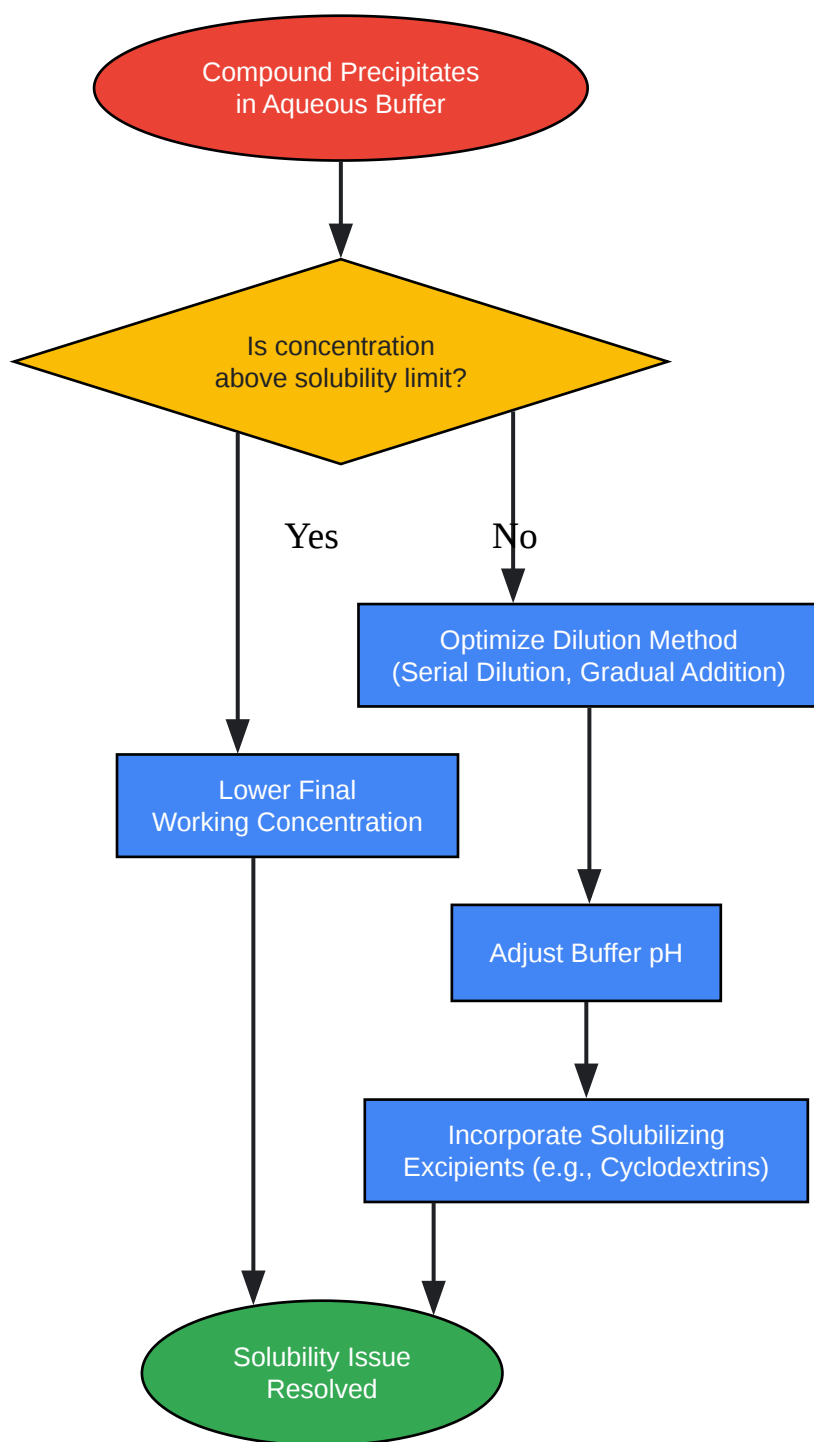 Compound Precipitates
in Aqueous Buffer
Is concentration
above solubility limit?
Yes
No
Optimize Dilution Method
(Serial Dilution, Gradual Addition)
Lower Final
Working Concentration
Adjust Buffer pH
Incorporate Solubilizing
Excipients (e.g., Cyclodextrins)
Solubility Issue
Resolved